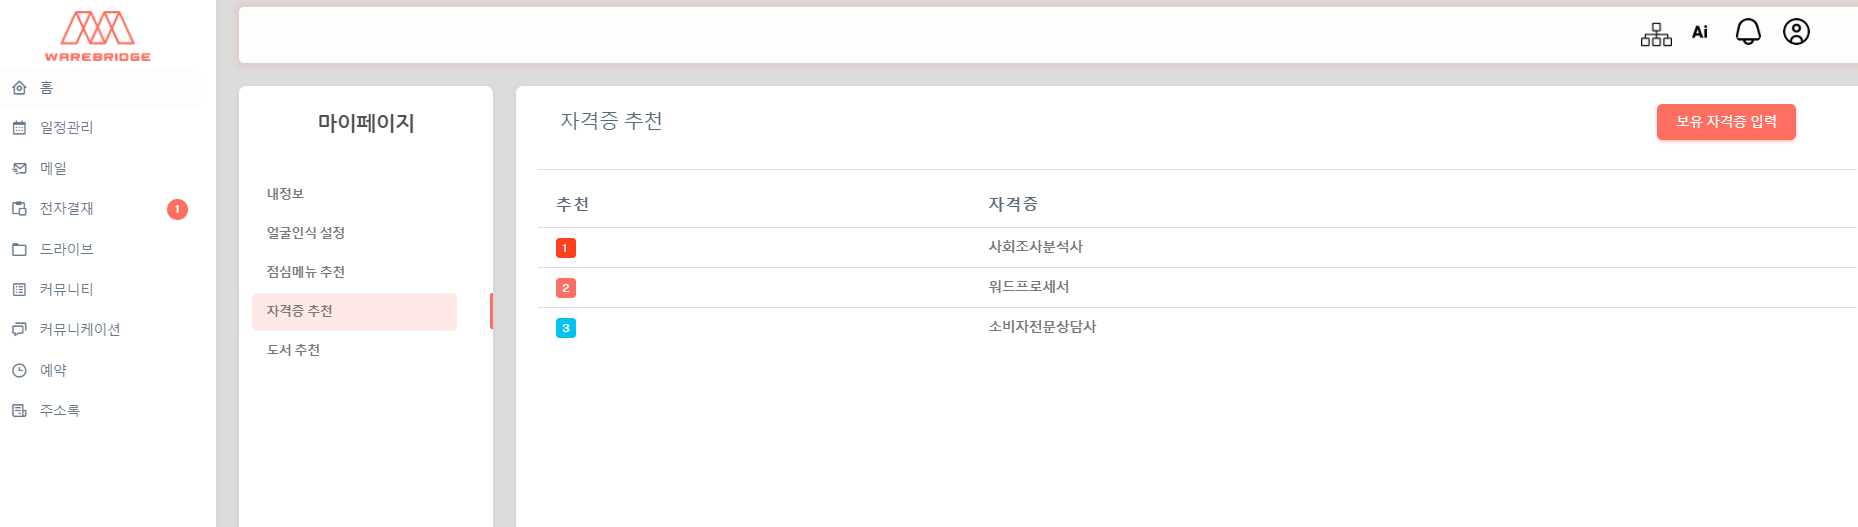 WAREBRIDGE
홈
일정관리
메일
전자결재 1
드라이브
커뮤니티
커뮤니케이션
예약
주소록
Ai
마이페이지
내정보
얼굴인식 설정
점심메뉴 추천
자격증 추천
도서 추천
자격증 추천
보유 자격증 입력
추천 자격증
1 사회조사분석사
2 워드프로세서
3 소비자전문상담사